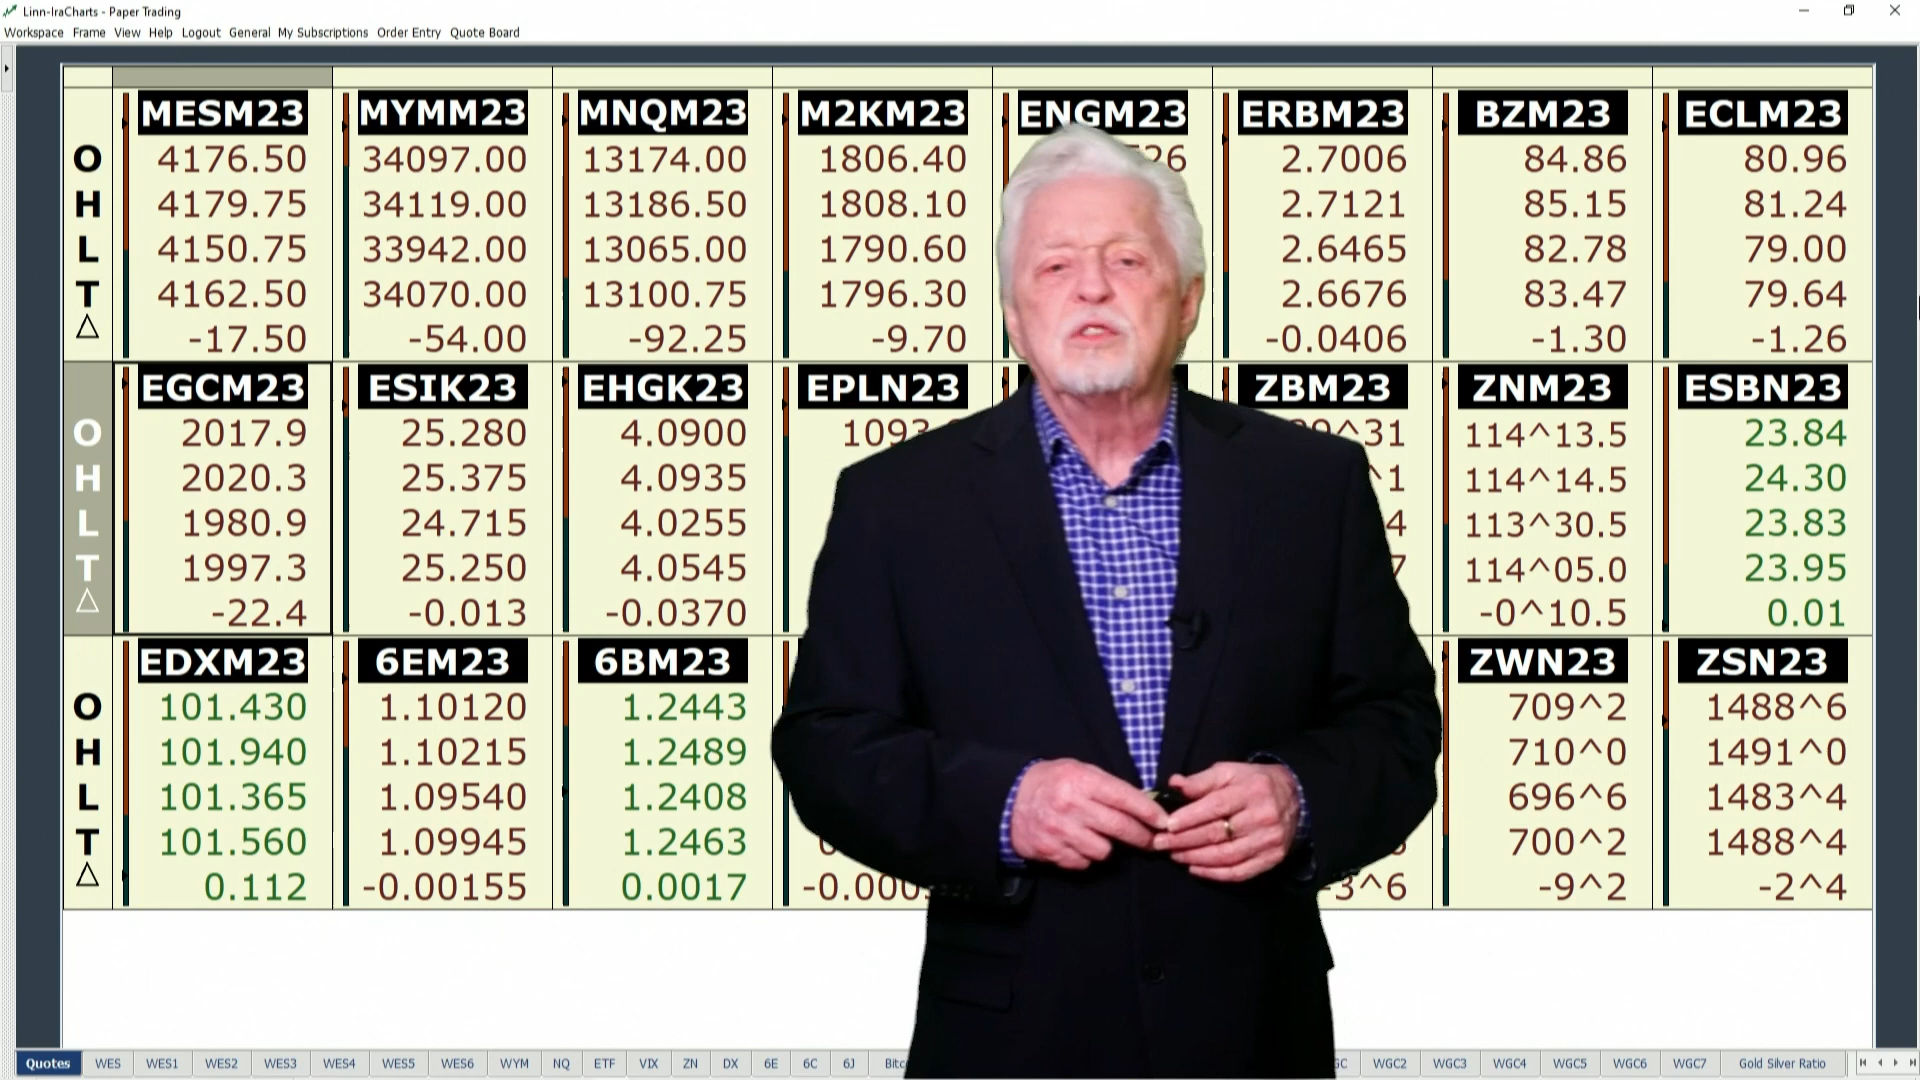 Linn-IraCharts - Paper Trading
Workspace Frame View Help Logout General My Subscriptions Order Entry Quote Board
MESM23 MYMM23 MNQM23 M2KM23 ENGM23 ERBM23 BZM23 ECLM23
O 4176.50 34097.00 13174.00 1806.40 2.7006 84.86 80.96
H 4179.75 34119.00 13186.50 1808.10 2.7121 85.15 81.24
L 4150.75 33942.00 13065.00 1790.60 2.6465 82.78 79.00
T 4162.50 34070.00 13100.75 1796.30 2.6676 83.47 79.64
△ -17.50 -54.00 -92.25 -9.70 -0.0406 -1.30 -1.26
EGCM23 ESIK23 EHGK23 EPLN23 ZBM23 ZNM23 ESBN23
O 2017.9 25.280 4.0900 114^13.5 23.84
H 2020.3 25.375 4.0935 114^14.5 24.30
L 1980.9 24.715 4.0255 113^30.5 23.83
T 1997.3 25.250 4.0545 114^05.0 23.95
△ -22.4 -0.013 -0.0370 -0^10.5 0.01
EDXM23 6EM23 6BM23 ZWN23 ZSN23
O 101.430 1.10120 1.2443 709^2 1488^6
H 101.940 1.10215 1.2489 710^0 1491^0
L 101.365 1.09540 1.2408 696^6 1483^4
T 101.560 1.09945 1.2463 700^2 1488^4
△ 0.112 -0.00155 0.0017 -3^6 -9^2 -2^4
Quotes WES WES1 WES2 WES3 WES4 WES5 WES6 WYM NQ ETF VIX ZN DX 6E 6C 6J WGC2 WGC3 WGC4 WGC5 WGC6 WGC7 Gold Silver Ratio